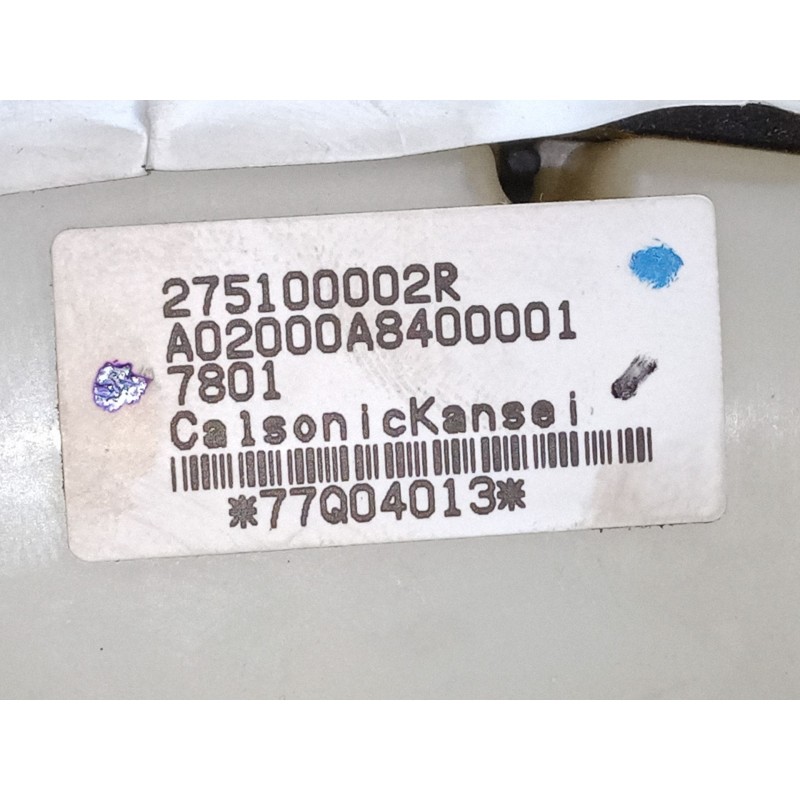 275100002R
A02000A8400001
7801
CalsonicKansei
*77Q04013*